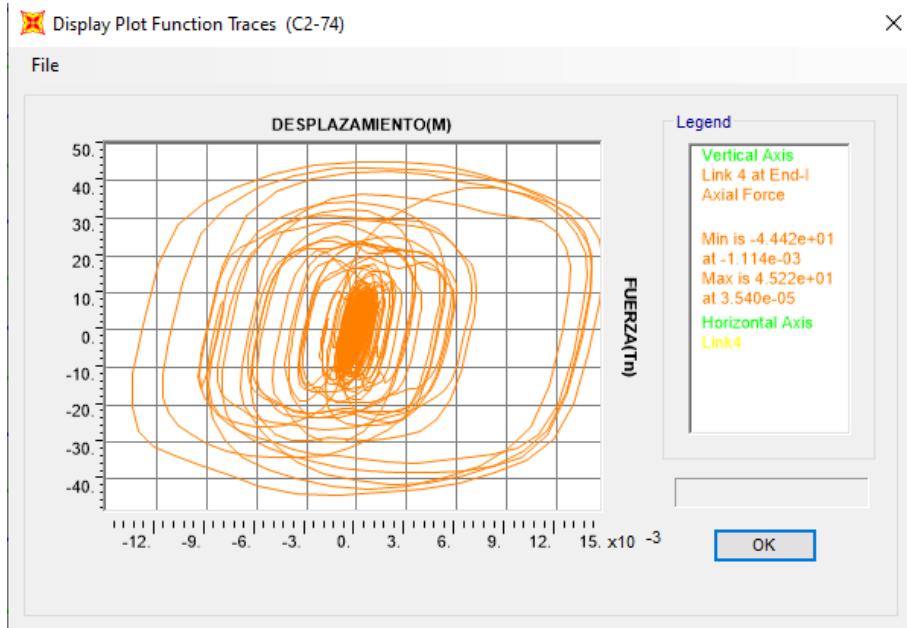 Display Plot Function Traces (C2-74)
File
DESPLAZAMIENTO(M)
50.
40.
30.
20.
10.
0.
-10.
-20.
-30.
-40.
-12. -9. -6. -3. 0. 3. 6. 9. 12. 15. x10 -3
FUERZA(Tn)
Legend
Vertical Axis
Link 4 at End-I
Axial Force
Min is -4.442e+01
at -1.114e-03
Max is 4.522e+01
at 3.540e-05
Horizontal Axis
Link4
OK